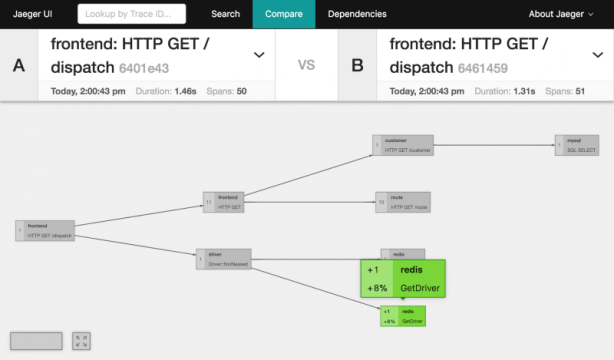 Jaeger UI
Lookup by Trace ID...
Search
Compare
Dependencies
About Jaeger
A
frontend: HTTP GET /
dispatch 6401e43
Today, 2:00:43 pm Duration: 1.46s Spans: 50
VS
B
frontend: HTTP GET /
dispatch 6461459
Today, 2:00:43 pm Duration: 1.31s Spans: 51
1 customer
HTTP GET /customer
1 mysql
SQL SELECT
11 frontend
HTTP GET
10 route
HTTP GET /route
1 frontend
HTTP GET /dispatch
1 driver
Driver::findNearest
redis
+1 redis
+8% GetDriver
+1 redis
+8% GetDriver